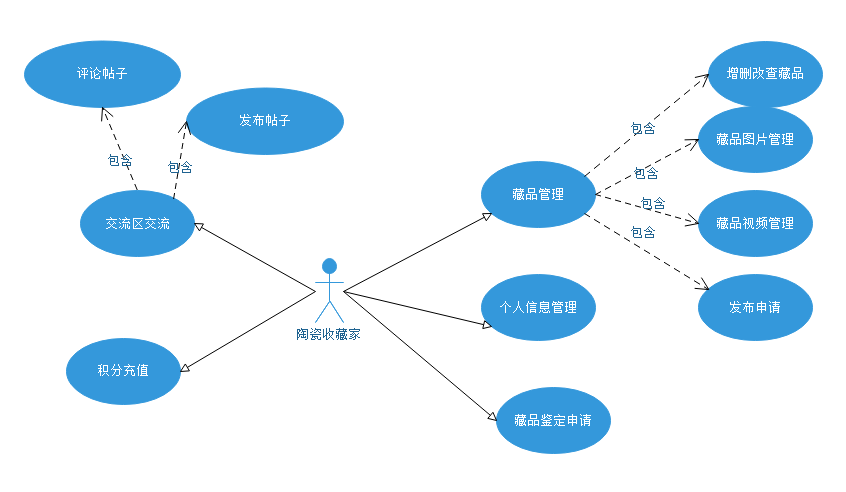 评论帖子
发布帖子
增删改查藏品
包含
藏品图片管理
包含
包含
包含
藏品管理
包含
藏品视频管理
交流区交流
包含
发布申请
个人信息管理
陶瓷收藏家
积分充值
藏品鉴定申请